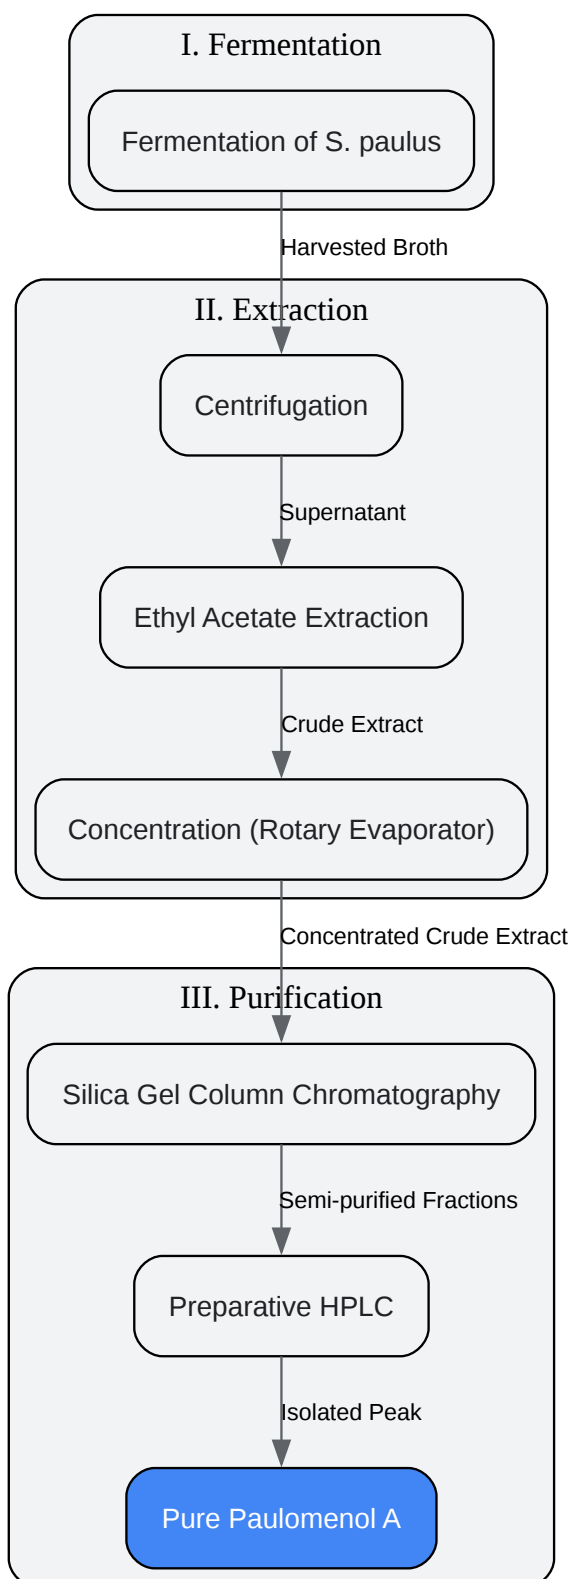 I. Fermentation
Fermentation of S. paulus
Harvested Broth
II. Extraction
Centrifugation
Supernatant
Ethyl Acetate Extraction
Crude Extract
Concentration (Rotary Evaporator)
Concentrated Crude Extract
III. Purification
Silica Gel Column Chromatography
Semi-purified Fractions
Preparative HPLC
Isolated Peak
Pure Paulomenol A